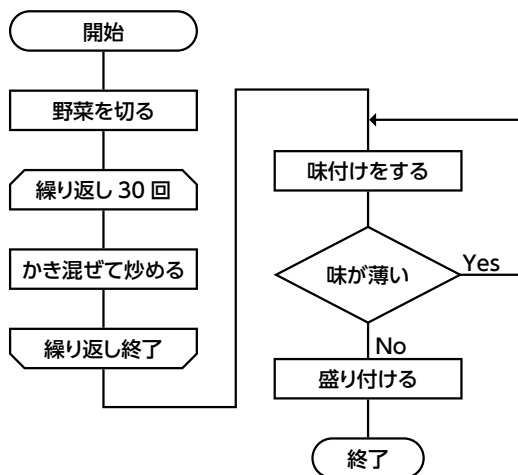 開始
野菜を切る
繰り返し 30 回
かき混ぜて炒める
繰り返し終了
味付けをする
味が薄い
Yes
No
盛り付ける
終了